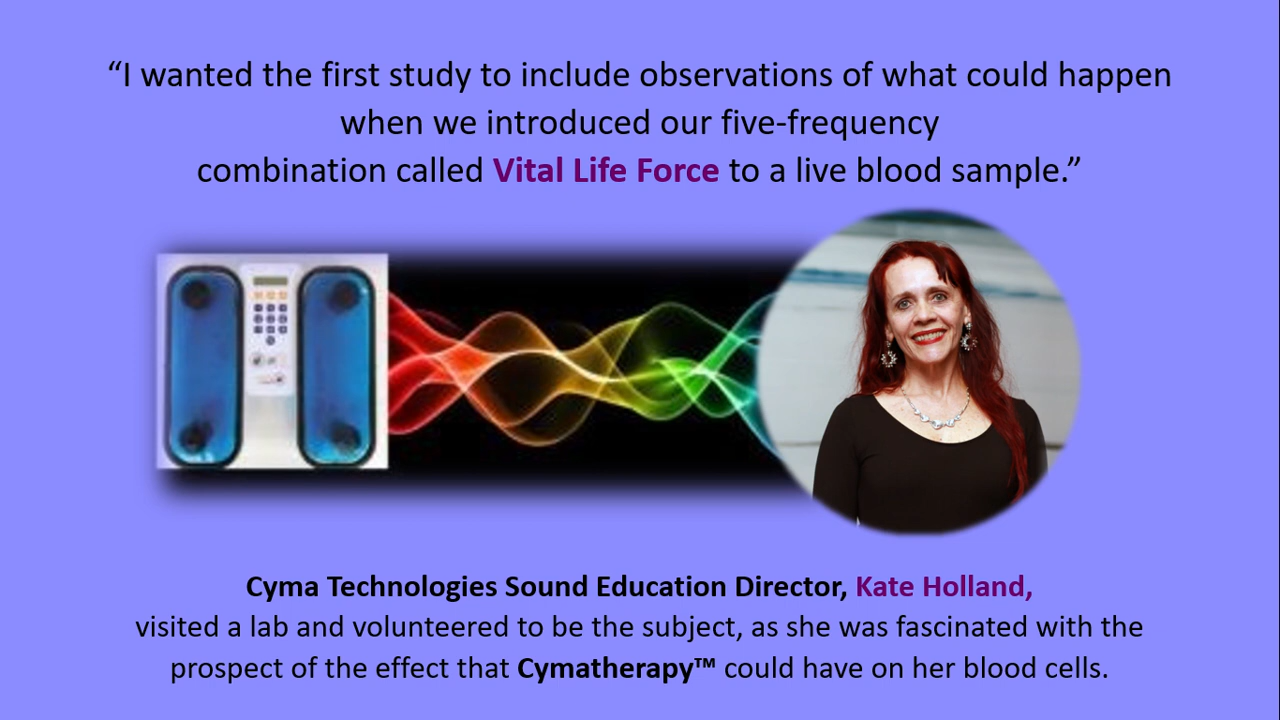 “I wanted the first study to include observations of what could happen
when we introduced our five-frequency
combination called Vital Life Force to a live blood sample.”
Cyma Technologies Sound Education Director, Kate Holland,
visited a lab and volunteered to be the subject, as she was fascinated with the
prospect of the effect that Cymatherapy™ could have on her blood cells.